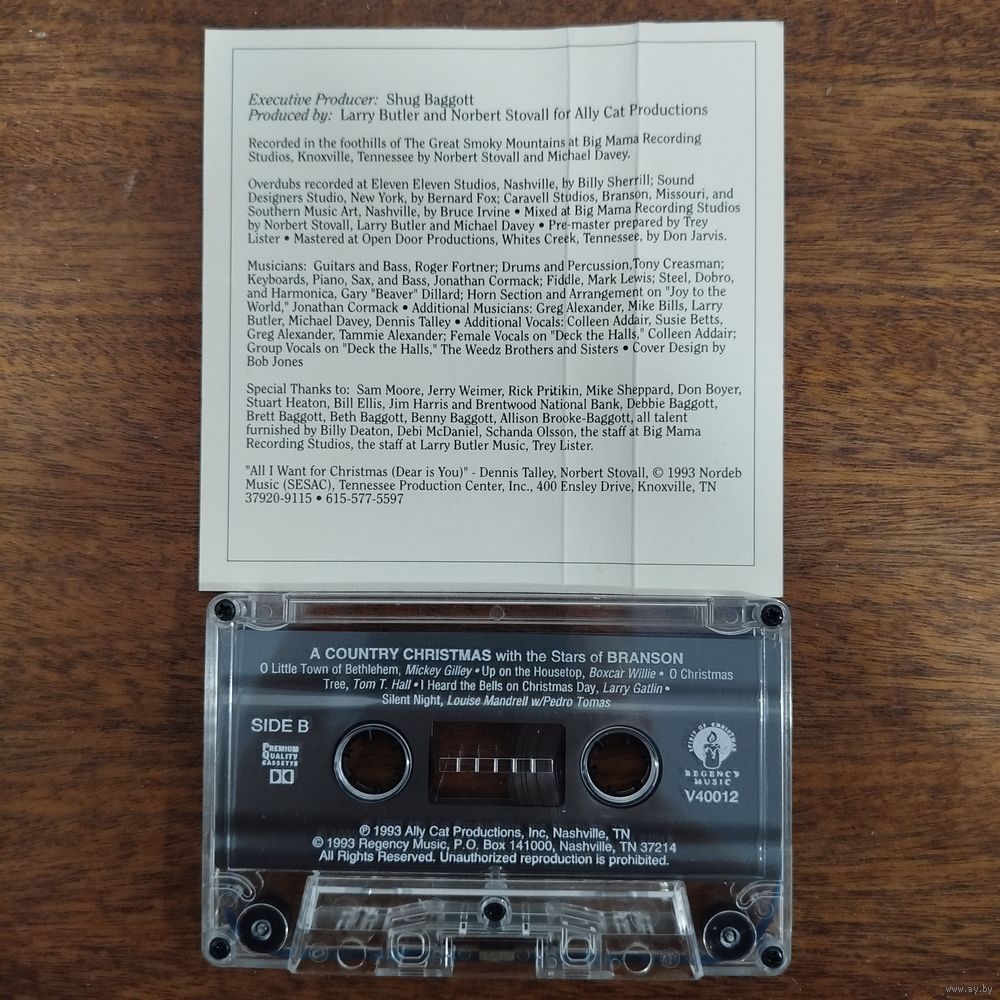 Executive Producer: Shug Baggott
Produced by: Larry Butler and Norbert Stovall for Ally Cat Productions
Recorded in the foothills of The Great Smoky Mountains at Big Mama Recording
Studios, Knoxville, Tennessee by Norbert Stovall and Michael Davey.
Overdubs recorded at Eleven Eleven Studios, Nashville, by Billy Sherrill; Sound
Designers Studio, New York, by Bernard Fox; Caravell Studios, Branson, Missouri, and
Southern Music Art, Nashville, by Bruce Irvine • Mixed at Big Mama Recording Studios
by Norbert Stovall, Larry Butler and Michael Davey • Pre-master prepared by Trey
Lister • Mastered at Open Door Productions, Whites Creek, Tennessee, by Don Jarvis.
Musicians: Guitars and Bass, Roger Fortner; Drums and Percussion,Tony Creasman;
Keyboards, Piano, Sax, and Bass, Jonathan Cormack; Fiddle, Mark Lewis; Steel, Dobro,
and Harmonica, Gary "Beaver" Dillard; Horn Section and Arrangement on "Joy to the
World," Jonathan Cormack • Additional Musicians: Greg Alexander, Mike Bills, Larry
Butler, Michael Davey, Dennis Talley • Additional Vocals: Colleen Addair, Susie Betts,
Greg Alexander, Tammie Alexander; Female Vocals on "Deck the Halls," Colleen Addair;
Group Vocals on "Deck the Halls," The Weedz Brothers and Sisters • Cover Design by
Bob Jones
Special Thanks to: Sam Moore, Jerry Weimer, Rick Pritikin, Mike Sheppard, Don Boyer,
Stuart Heaton, Bill Ellis, Jim Harris and Brentwood National Bank, Debbie Baggott,
Brett Baggott, Beth Baggott, Benny Baggott, Allison Brooke-Baggott, all talent
furnished by Billy Deaton, Debi McDaniel, Schanda Olsson, the staff at Big Mama
Recording Studios, the staff at Larry Butler Music, Trey Lister.
"All I Want for Christmas (Dear is You)" - Dennis Talley, Norbert Stovall, © 1993 Nordeb
Music (SESAC), Tennessee Production Center, Inc., 400 Ensley Drive, Knoxville, TN
37920-9115 • 615-577-5597
A COUNTRY CHRISTMAS with the Stars of BRANSON
O Little Town of Bethlehem, Mickey Gilley • Up on the Housetop, Boxcar Willie • O Christmas
Tree, Tom T. Hall • I Heard the Bells on Christmas Day, Larry Gatlin •
Silent Night, Louise Mandrell w/Pedro Tomas
SIDE B
PREMIUM
QUALITY
CASSETTE
SPIRIT OF CHRISTMAS
REGENCY
MUSIC
V40012
℗ 1993 Ally Cat Productions, Inc, Nashville, TN
© 1993 Regency Music, P.O. Box 141000, Nashville, TN 37214
All Rights Reserved. Unauthorized reproduction is prohibited.
www.ay.by